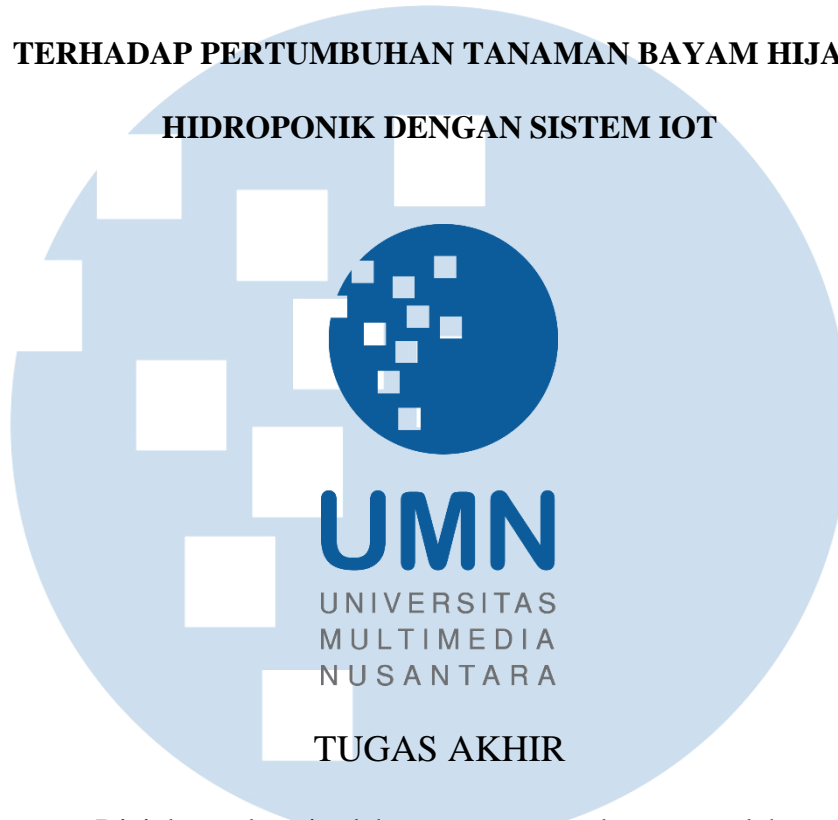 TERHADAP PERTUMBUHAN TANAMAN BAYAM HIJA
HIDROPONIK DENGAN SISTEM IOT
UMN
UNIVERSITAS
MULTIMEDIA
NUSANTARA
TUGAS AKHIR